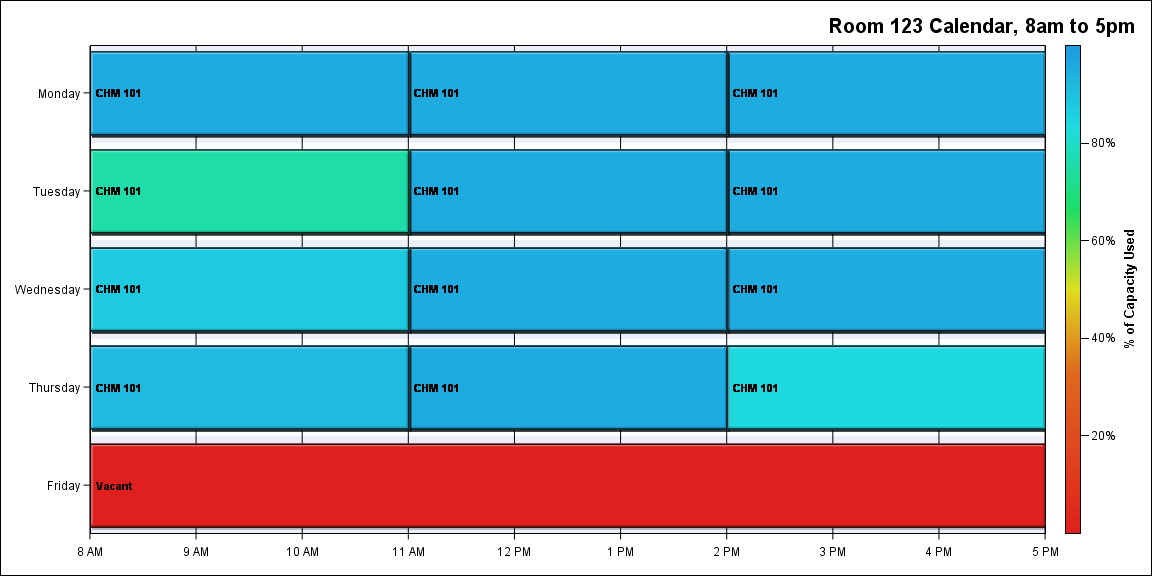 Room 123 Calendar, 8am to 5pm
Monday
CHM 101
CHM 101
CHM 101
Tuesday
CHM 101
CHM 101
CHM 101
Wednesday
CHM 101
CHM 101
CHM 101
Thursday
CHM 101
CHM 101
CHM 101
Friday
Vacant
8 AM
9 AM
10 AM
11 AM
12 PM
1 PM
2 PM
3 PM
4 PM
5 PM
80%
60%
40%
20%
% of Capacity Used